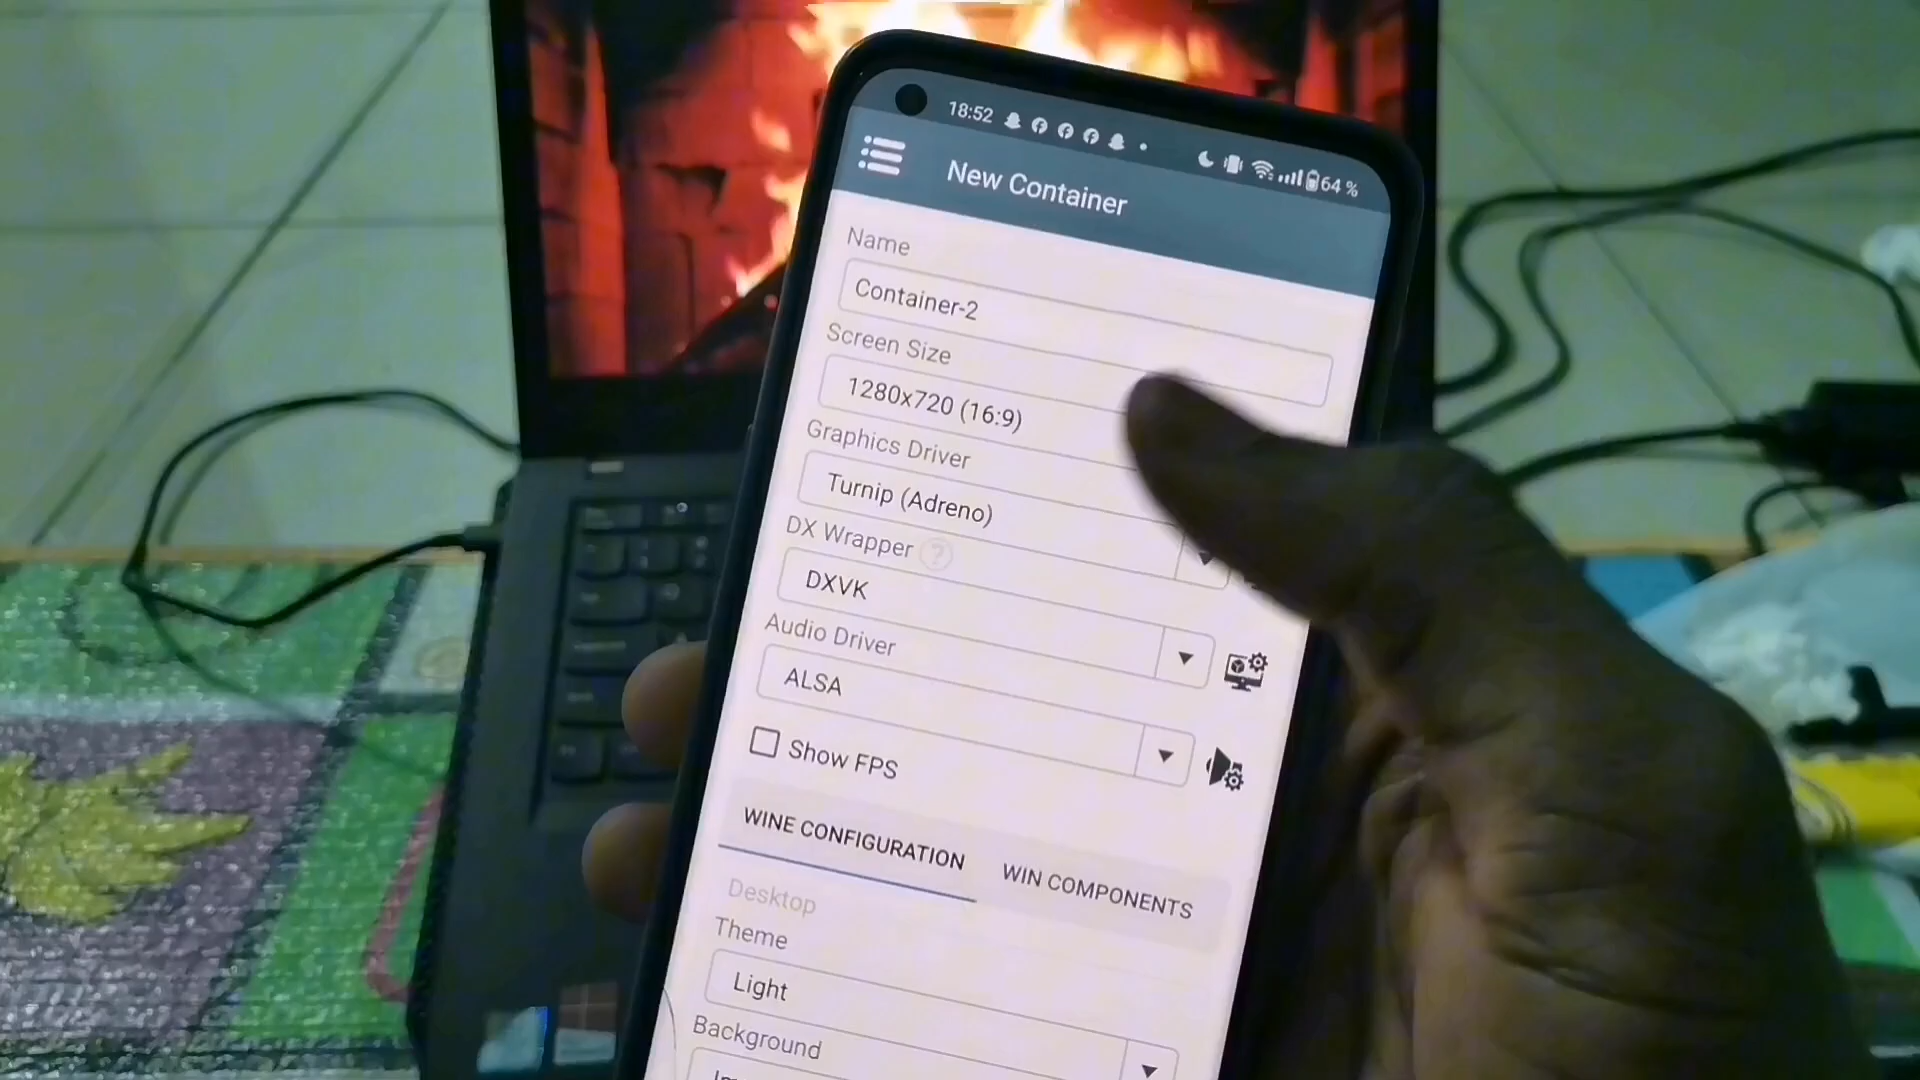 18:52
64 %
New Container
Name
Container-2
Screen Size
1280x720 (16:9)
Graphics Driver
Turnip (Adreno)
DX Wrapper ?
DXVK
Audio Driver
ALSA
Show FPS
WINE CONFIGURATION
WIN COMPONENTS
Desktop
Theme
Light
Background